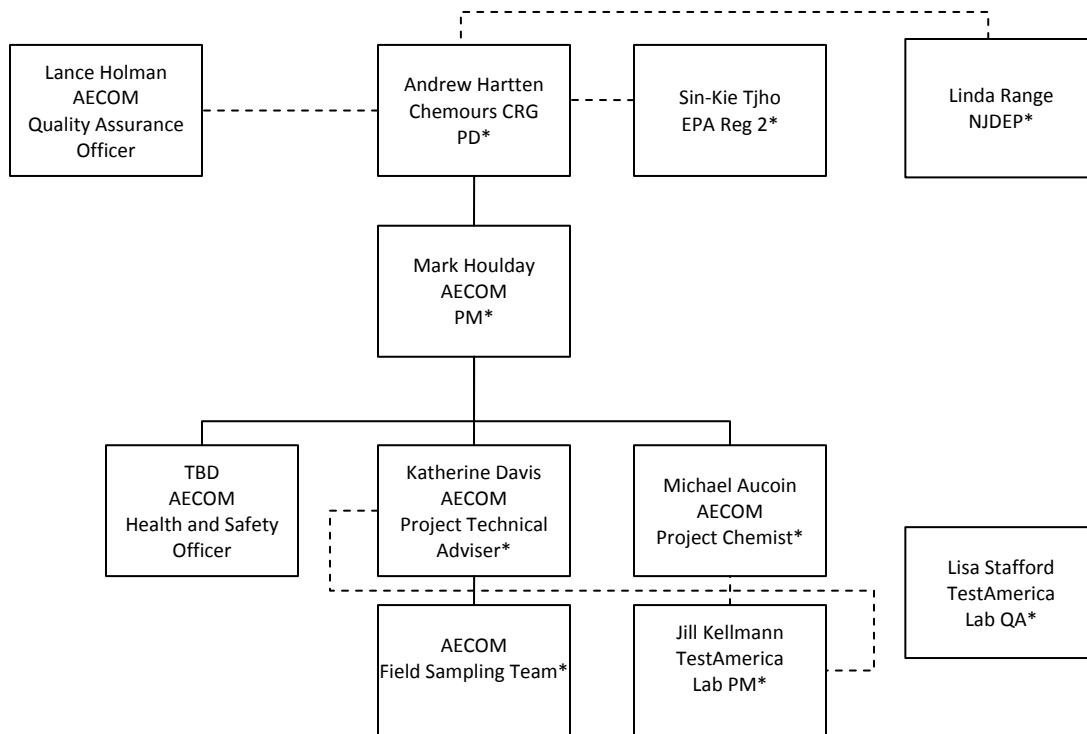 Lance Holman
AECOM
Quality Assurance
Officer
Andrew Hartten
Chemours CRG
PD*
Sin-Kie Tjho
EPA Reg 2*
Linda Range
NJDEP*
Mark Houlday
AECOM
PM*
TBD
AECOM
Health and Safety
Officer
Katherine Davis
AECOM
Project Technical
Adviser*
Michael Aucoin
AECOM
Project Chemist*
Lisa Stafford
TestAmerica
Lab QA*
AECOM
Field Sampling Team*
Jill Kellmann
TestAmerica
Lab PM*